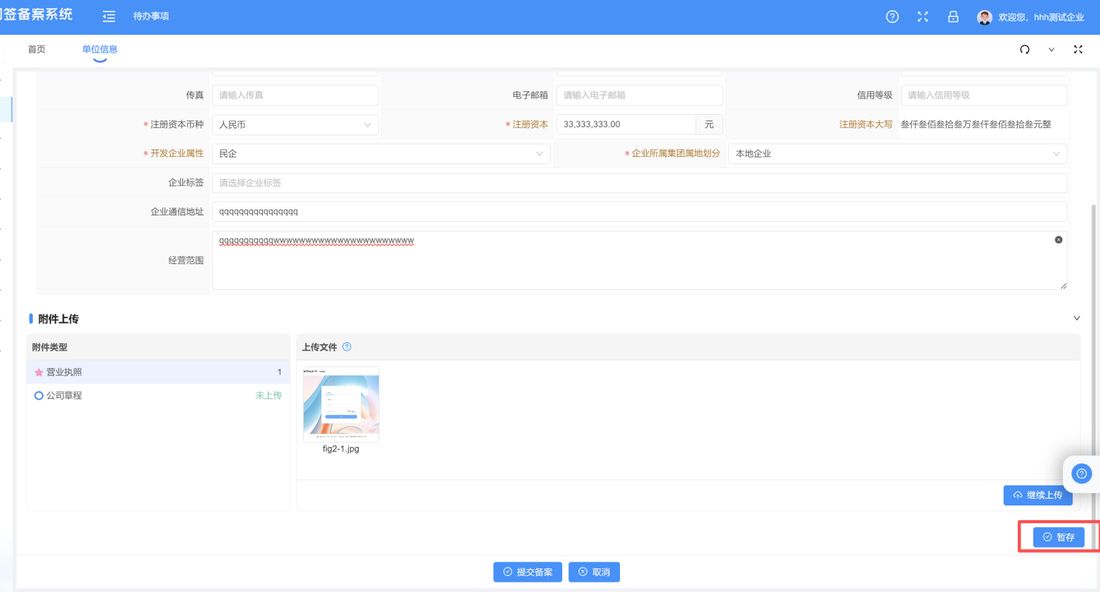 签备案系统
待办事项
欢迎您，hhh测试企业
首页
单位信息
传真 请输入传真 电子邮箱 请输入电子邮箱 信用等级 请输入信用等级
* 注册资本币种 人民币 * 注册资本 33,333,333.00 元 注册资本大写 叁仟叁佰叁拾叁万叁仟叁佰叁拾叁元整
* 开发企业属性 民企 * 企业所属集团属地划分 本地企业
企业标签 请选择企业标签
企业通信地址 qqqqqqqqqqqqqqqq
经营范围
附件上传
附件类型
营业执照 1
公司章程 未上传
上传文件
fig2-1.jpg
继续上传
暂存
提交备案 取消